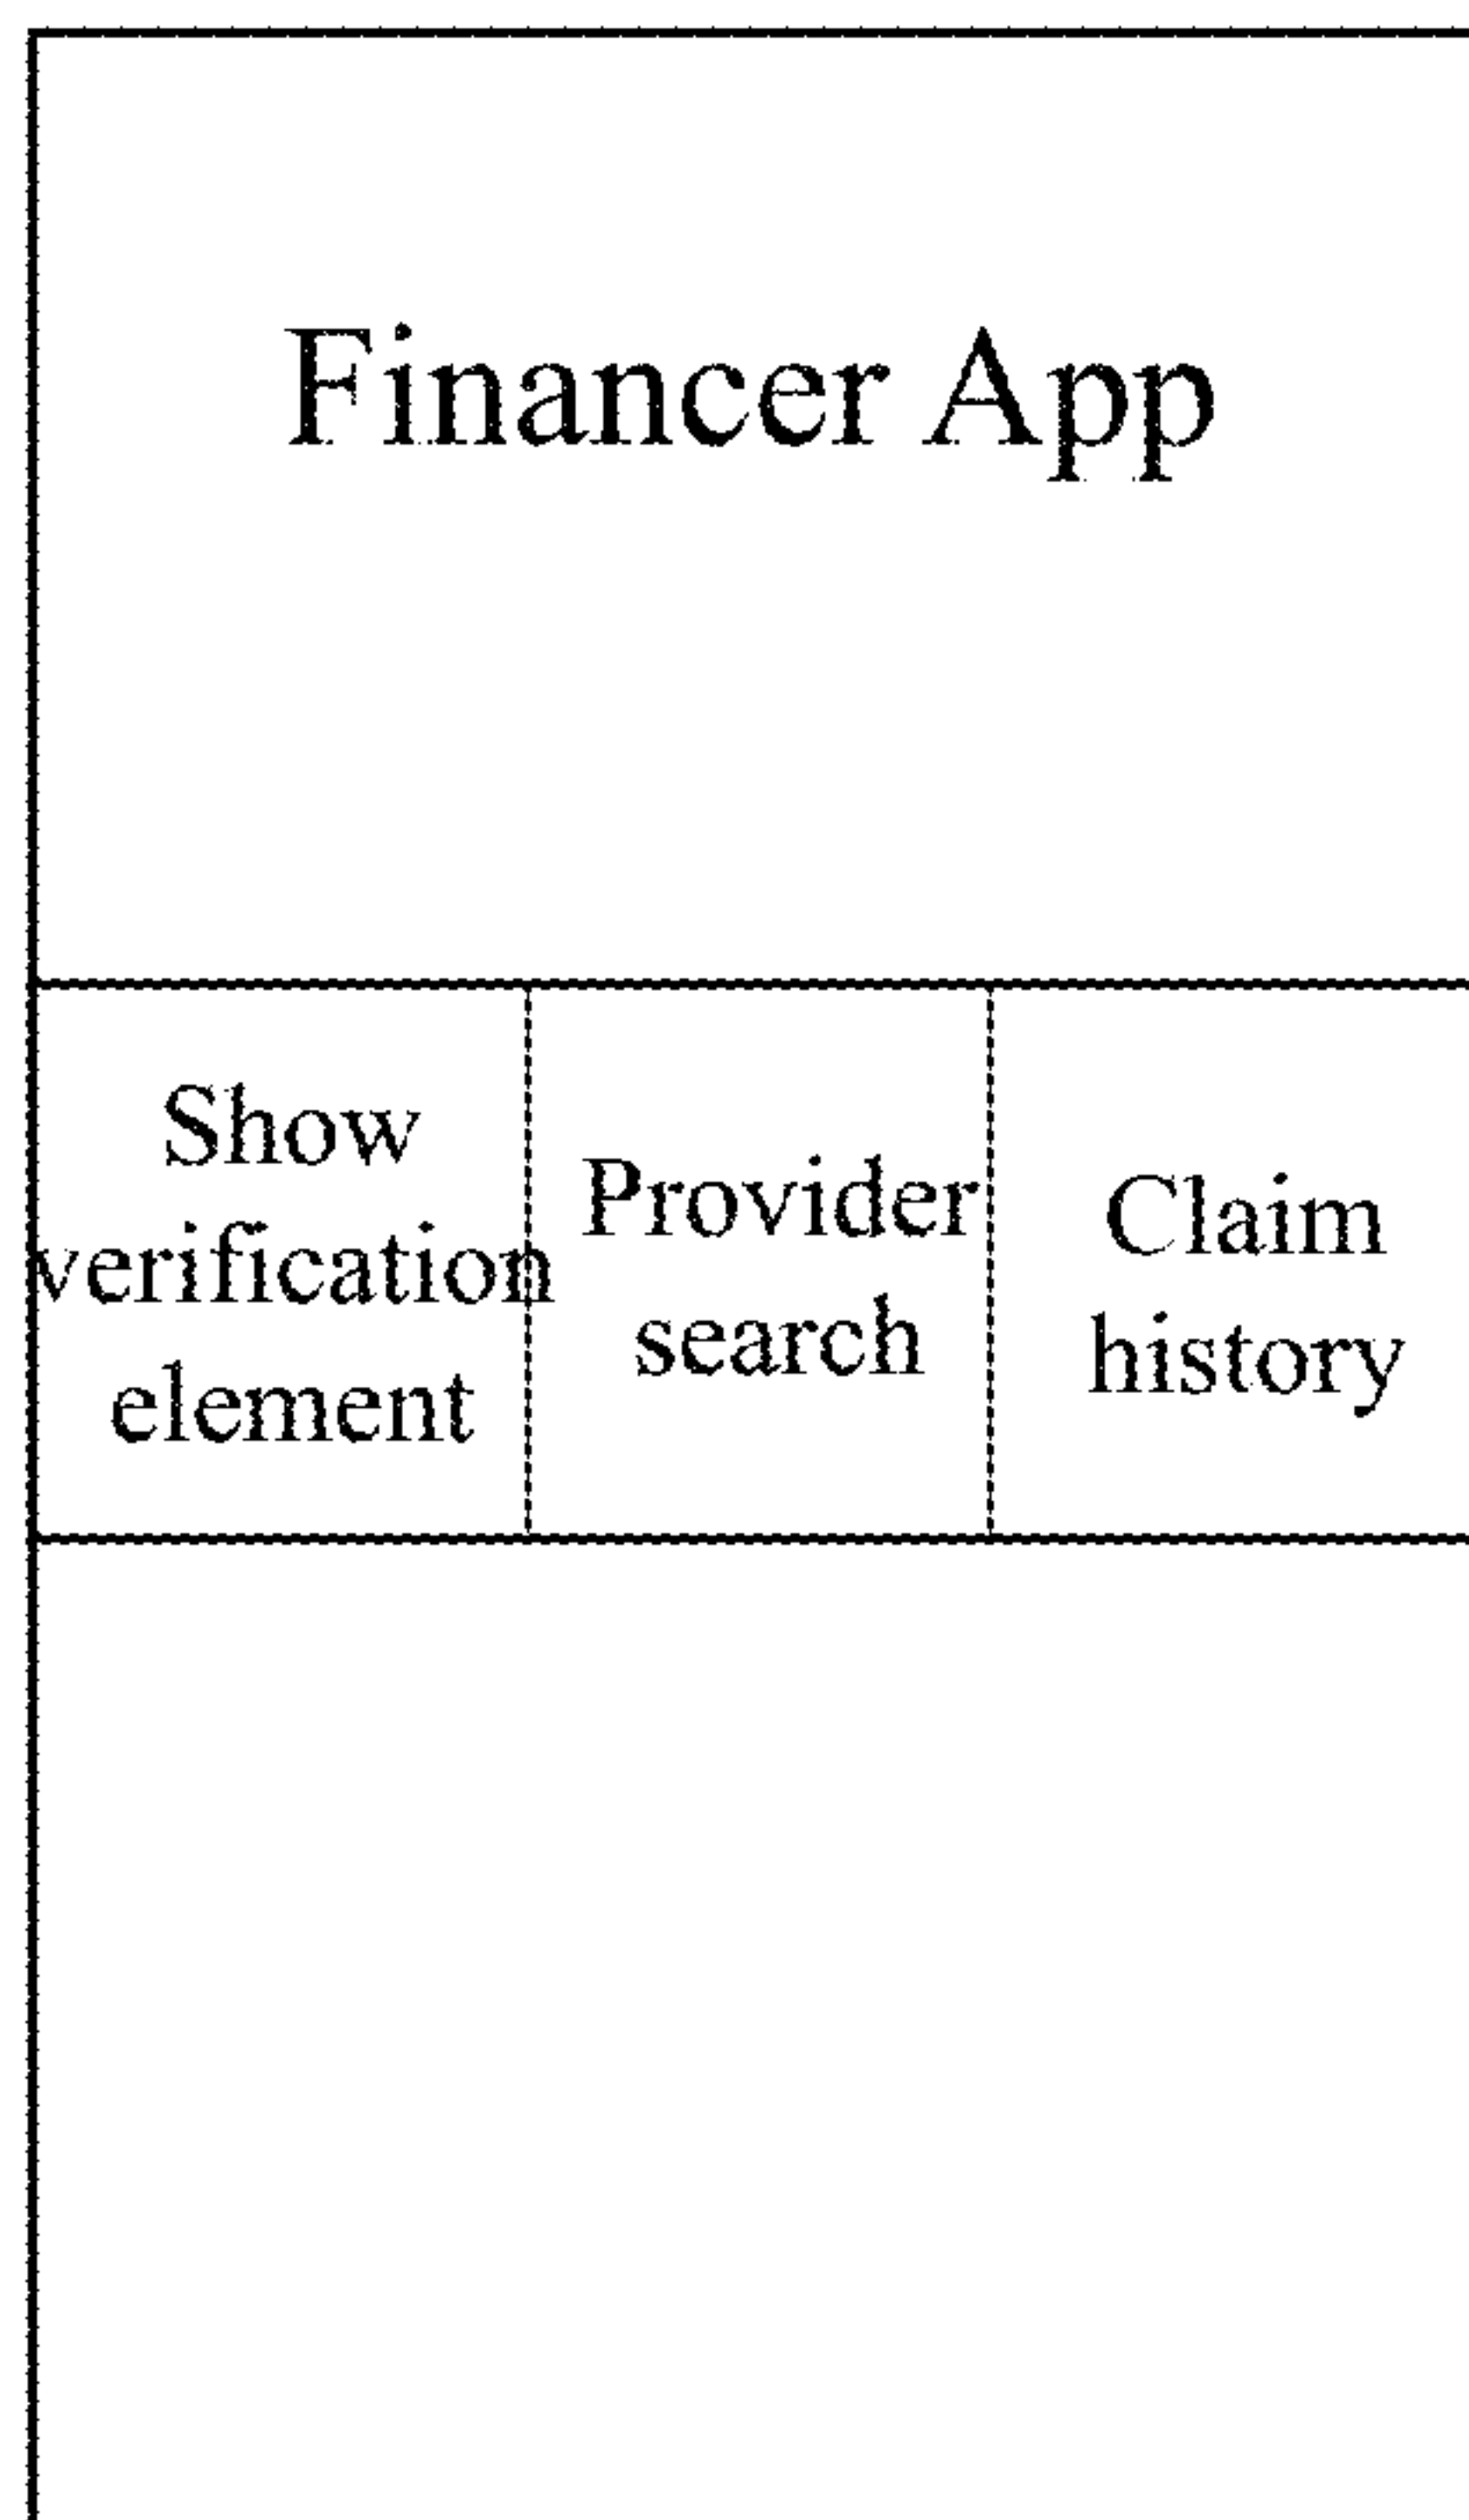 Financer App
Show
verification
element
Provider
search
Claim
history